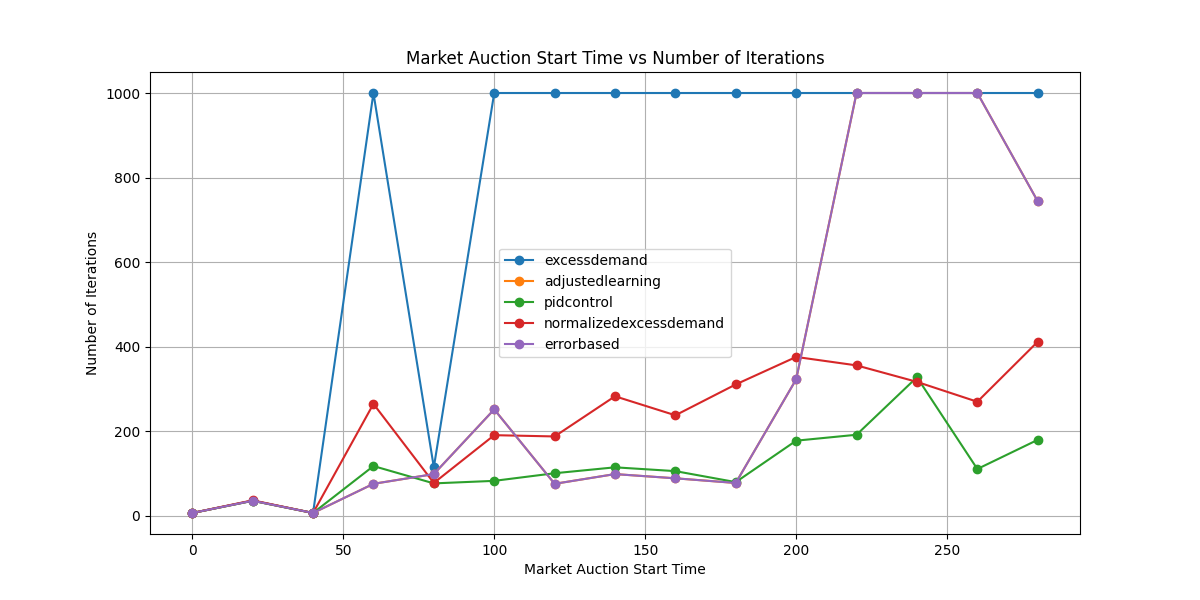 Market Auction Start Time vs Number of Iterations
1000
800
600
400
200
0
Number of Iterations
excessdemand
adjustedlearning
pidcontrol
normalizedexcessdemand
errorbased
0 50 100 150 200 250
Market Auction Start Time